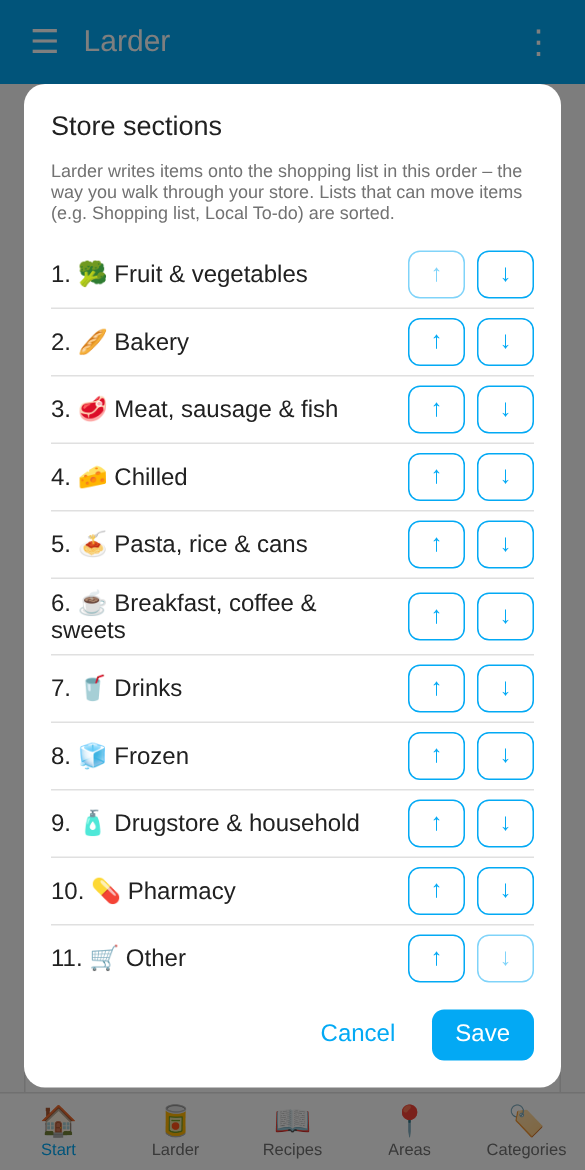 ☰ Larder ⋮
Store sections
Larder writes items onto the shopping list in this order – the
way you walk through your store. Lists that can move items
(e.g. Shopping list, Local To-do) are sorted.
1. 🥦 Fruit & vegetables ↑ ↓
2. 🥖 Bakery ↑ ↓
3. 🥩 Meat, sausage & fish ↑ ↓
4. 🧀 Chilled ↑ ↓
5. 🍝 Pasta, rice & cans ↑ ↓
6. ☕ Breakfast, coffee &
sweets ↑ ↓
7. 🥤 Drinks ↑ ↓
8. 🧊 Frozen ↑ ↓
9. 🧴 Drugstore & household ↑ ↓
10. 💊 Pharmacy ↑ ↓
11. 🛒 Other ↑ ↓
Cancel Save
Start Larder Recipes Areas Categories